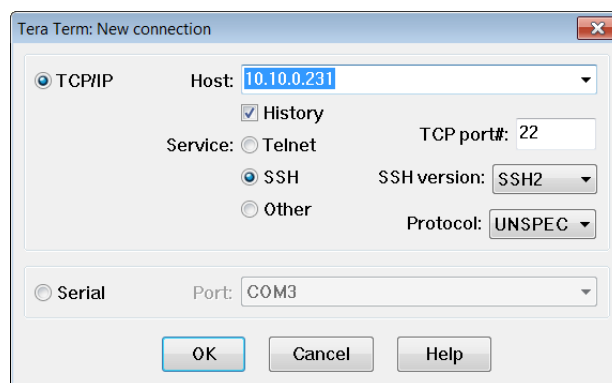 Tera Term: New connection
TCP/IP
Host: 10.10.0.231
History
Service: Telnet
TCP port#: 22
SSH
SSH version: SSH2
Other
Protocol: UNSPEC
Serial
Port: COM3
OK
Cancel
Help